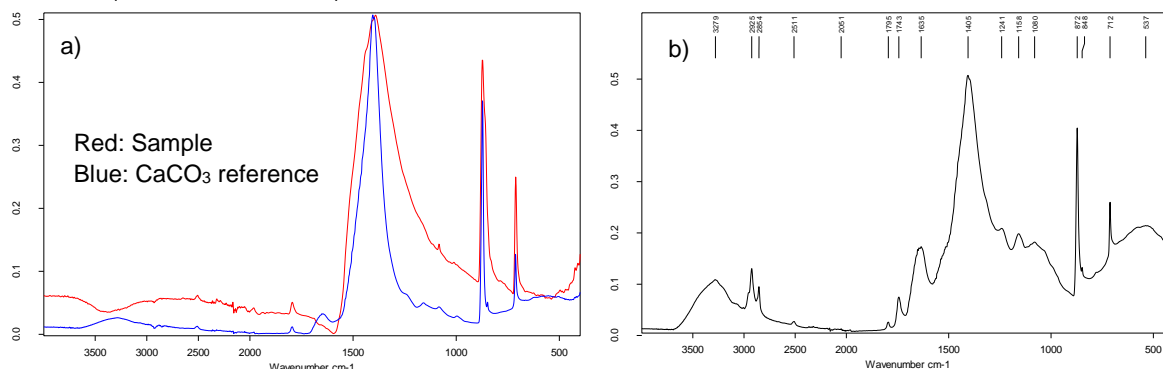 a)
Red: Sample
Blue: CaCO₃ reference
0.5
0.4
0.3
0.2
0.1
0.0
3500 3000 2500 2000 1500 1000 500
Wavenumber cm-1
b)
3279 2925 2854 2511 2051 1795 1743 1635 1405 1241 1158 1080 872 848 712 537
0.5
0.4
0.3
0.2
0.1
0.0
3500 3000 2500 2000 1500 1000 500
Wavenumber cm-1